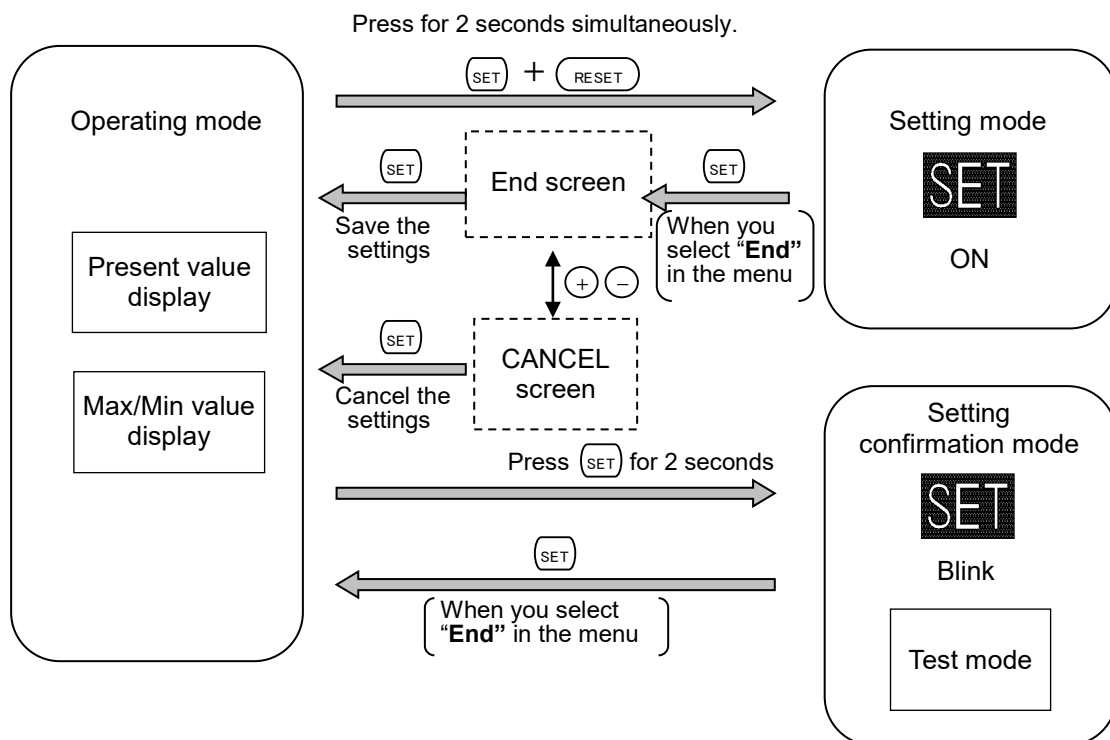 Press for 2 seconds simultaneously.
SET + RESET
Operating mode
Setting mode
SET
ON
SET
End screen
SET
Save the
settings
When you
select “End”
in the menu
Present value
display
+ −
SET
CANCEL
screen
Cancel the
settings
Max/Min value
display
Setting
confirmation mode
SET
Blink
Press SET for 2 seconds
SET
When you select
“End” in the menu
Test mode